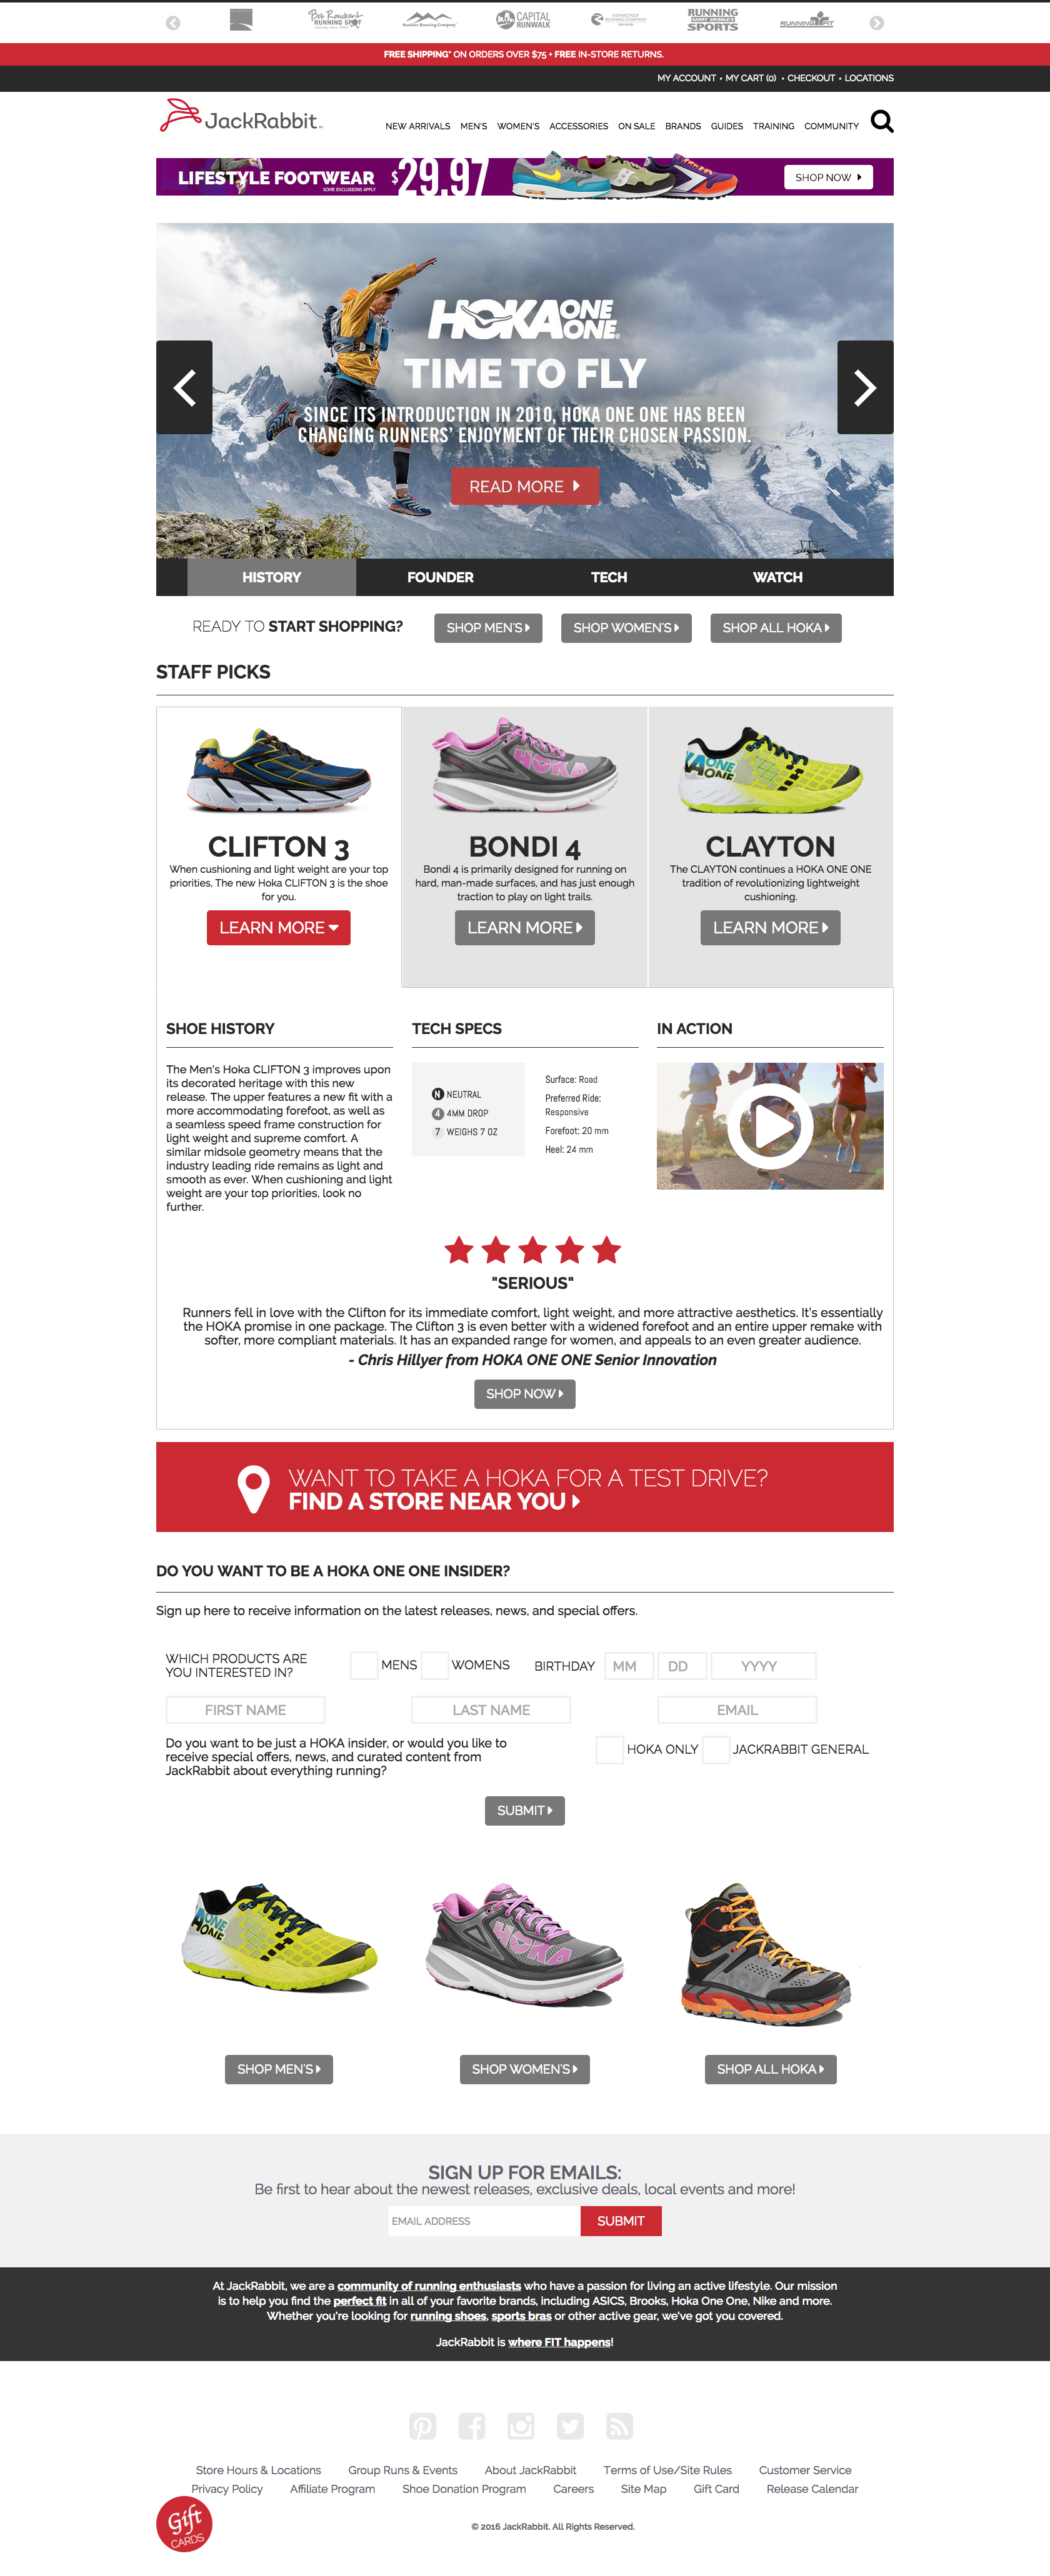 Bob Roncker's
RUNNING SPOT
Boulder Running Company
CAPITAL
RUNWALK
CONNECTICUT
RUNNING COMPANY
RUNNING
SPORTS
RUNNING FIT
FREE SHIPPING* ON ORDERS OVER $75 + FREE IN-STORE RETURNS.
MY ACCOUNT • MY CART (0) • CHECKOUT • LOCATIONS
JackRabbit
NEW ARRIVALS MEN'S WOMEN'S ACCESSORIES ON SALE BRANDS GUIDES TRAINING COMMUNITY
LIFESTYLE FOOTWEAR $29.97
SOME EXCLUSIONS APPLY
SHOP NOW
HOKA ONE ONE
TIME TO FLY
SINCE ITS INTRODUCTION IN 2010, HOKA ONE ONE HAS BEEN
CHANGING RUNNERS' ENJOYMENT OF THEIR CHOSEN PASSION.
READ MORE
HISTORY FOUNDER TECH WATCH
READY TO START SHOPPING? SHOP MEN'S SHOP WOMEN'S SHOP ALL HOKA
STAFF PICKS
CLIFTON 3
When cushioning and light weight are your top
priorities, The new Hoka CLIFTON 3 is the shoe
for you.
LEARN MORE
HOKA
BONDI 4
Bondi 4 is primarily designed for running on
hard, man-made surfaces, and has just enough
traction to play on light trails.
LEARN MORE
KA ONE ONE
CLAYTON
The CLAYTON continues a HOKA ONE ONE
tradition of revolutionizing lightweight
cushioning.
LEARN MORE
SHOE HISTORY
The Men's Hoka CLIFTON 3 improves upon
its decorated heritage with this new
release. The upper features a new fit with a
more accommodating forefoot, as well as
a seamless speed frame construction for
light weight and supreme comfort. A
similar midsole geometry means that the
industry leading ride remains as light and
smooth as ever. When cushioning and light
weight are your top priorities, look no
further.
TECH SPECS
N NEUTRAL
4 4MM DROP
7 WEIGHS 7 OZ
Surface: Road
Preferred Ride:
Responsive
Forefoot: 20 mm
Heel: 24 mm
IN ACTION
"SERIOUS"
Runners fell in love with the Clifton for its immediate comfort, light weight, and more attractive aesthetics. It's essentially
the HOKA promise in one package. The Clifton 3 is even better with a widened forefoot and an entire upper remake with
softer, more compliant materials. It has an expanded range for women, and appeals to an even greater audience.
- Chris Hillyer from HOKA ONE ONE Senior Innovation
SHOP NOW
WANT TO TAKE A HOKA FOR A TEST DRIVE?
FIND A STORE NEAR YOU
DO YOU WANT TO BE A HOKA ONE ONE INSIDER?
Sign up here to receive information on the latest releases, news, and special offers.
WHICH PRODUCTS ARE
YOU INTERESTED IN?
MENS WOMENS BIRTHDAY MM DD YYYY
FIRST NAME LAST NAME EMAIL
Do you want to be just a HOKA insider, or would you like to
receive special offers, news, and curated content from
JackRabbit about everything running?
HOKA ONLY JACKRABBIT GENERAL
SUBMIT
ONE ONE
HOKA
SHOP MEN'S SHOP WOMEN'S SHOP ALL HOKA
SIGN UP FOR EMAILS:
Be first to hear about the newest releases, exclusive deals, local events and more!
EMAIL ADDRESS SUBMIT
At JackRabbit, we are a community of running enthusiasts who have a passion for living an active lifestyle. Our mission
is to help you find the perfect fit in all of your favorite brands, including ASICS, Brooks, Hoka One One, Nike and more.
Whether you're looking for running shoes, sports bras or other active gear, we've got you covered.
JackRabbit is where FIT happens!
Store Hours & Locations Group Runs & Events About JackRabbit Terms of Use/Site Rules Customer Service
Privacy Policy Affiliate Program Shoe Donation Program Careers Site Map Gift Card Release Calendar
Gift
CARDS
© 2016 JackRabbit. All Rights Reserved.